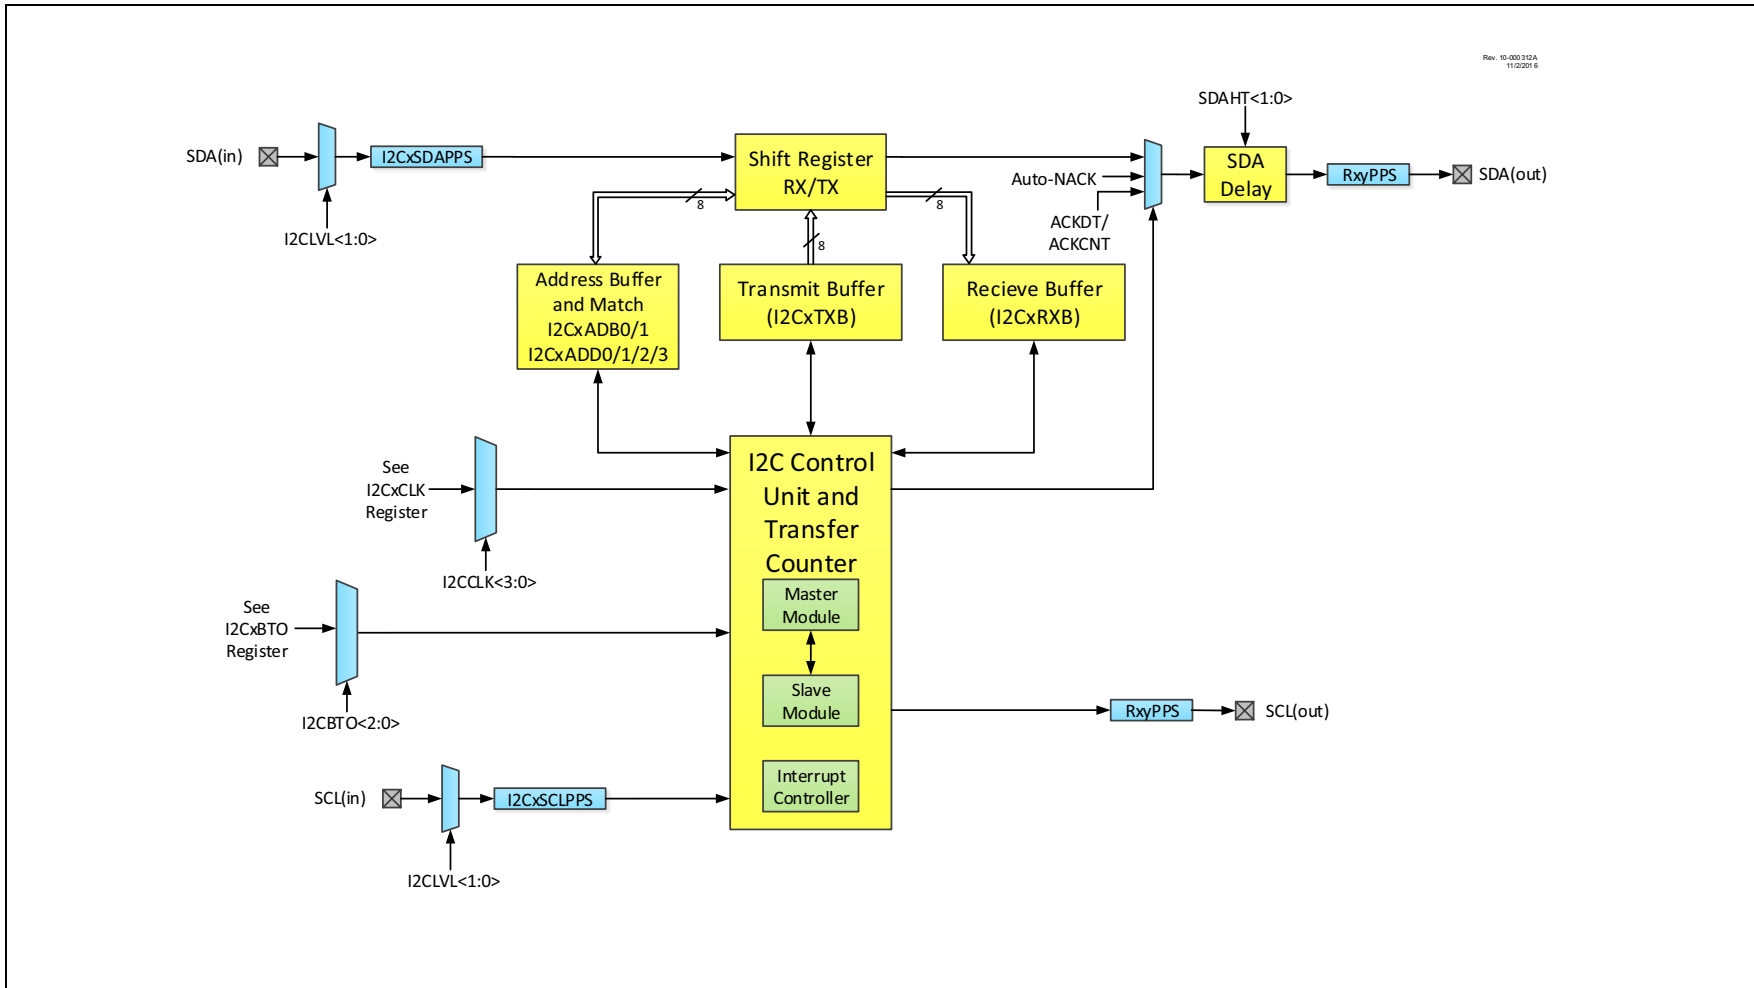 Rev. 10-000312A
11/2/2016
SDAHT<1:0>
SDA(in)
I2CxSDAPPS
Shift Register
RX/TX
Auto-NACK
SDA
Delay
RxyPPS
SDA(out)
8
8
8
I2CLVL<1:0>
ACKDT/
ACKCNT
Address Buffer
and Match
I2CxADB0/1
I2CxADD0/1/2/3
Transmit Buffer
(I2CxTXB)
Recieve Buffer
(I2CxRXB)
See
I2CxCLK
Register
I2CCLK<3:0>
I2C Control
Unit and
Transfer
Counter
Master
Module
See
I2CxBTO
Register
I2CBTO<2:0>
Slave
Module
RxyPPS
SCL(out)
Interrupt
Controller
SCL(in)
I2CxSCLPPS
I2CLVL<1:0>